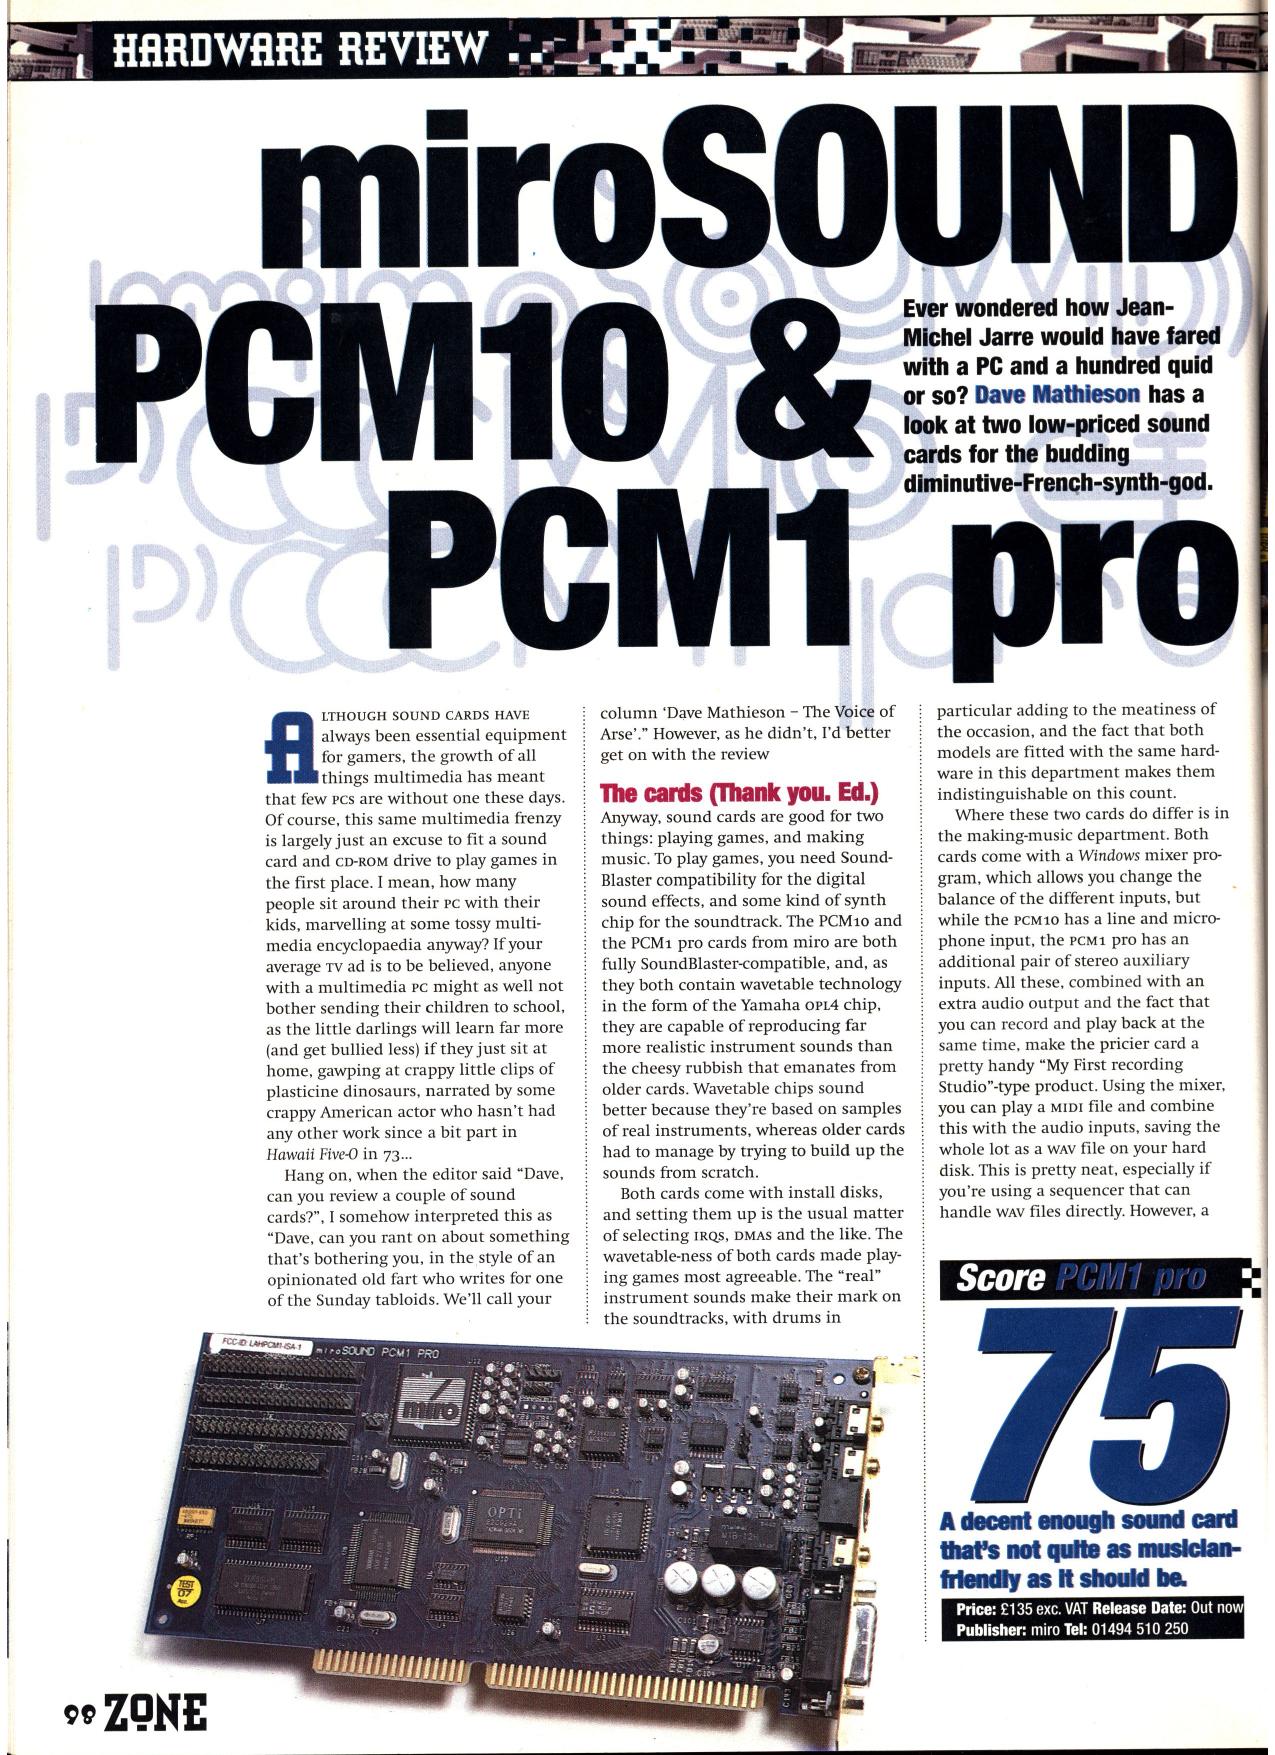 HARDWARE REVIEW
miroSOUND
PCM10 &
PCM1 pro
Ever wondered how Jean-
Michel Jarre would have fared
with a PC and a hundred quid
or so? Dave Mathieson has a
look at two low-priced sound
cards for the budding
diminutive-French-synth-god.
ALTHOUGH SOUND CARDS HAVE
always been essential equipment
for gamers, the growth of all
things multimedia has meant
that few PCs are without one these days.
Of course, this same multimedia frenzy
is largely just an excuse to fit a sound
card and CD-ROM drive to play games in
the first place. I mean, how many
people sit around their PC with their
kids, marvelling at some tossy multi-
media encyclopaedia anyway? If your
average TV ad is to be believed, anyone
with a multimedia PC might as well not
bother sending their children to school,
as the little darlings will learn far more
(and get bullied less) if they just sit at
home, gawping at crappy little clips of
plasticine dinosaurs, narrated by some
crappy American actor who hasn't had
any other work since a bit part in
Hawaii Five-O in 73...
Hang on, when the editor said “Dave,
can you review a couple of sound
cards?”, I somehow interpreted this as
“Dave, can you rant on about something
that's bothering you, in the style of an
opinionated old fart who writes for one
of the Sunday tabloids. We'll call your
column ‘Dave Mathieson – The Voice of
Arse’.” However, as he didn't, I'd better
get on with the review
The cards (Thank you. Ed.)
Anyway, sound cards are good for two
things: playing games, and making
music. To play games, you need Sound-
Blaster compatibility for the digital
sound effects, and some kind of synth
chip for the soundtrack. The PCM10 and
the PCM1 pro cards from miro are both
fully SoundBlaster-compatible, and, as
they both contain wavetable technology
in the form of the Yamaha OPL4 chip,
they are capable of reproducing far
more realistic instrument sounds than
the cheesy rubbish that emanates from
older cards. Wavetable chips sound
better because they're based on samples
of real instruments, whereas older cards
had to manage by trying to build up the
sounds from scratch.
Both cards come with install disks,
and setting them up is the usual matter
of selecting IRQs, DMAs and the like. The
wavetable-ness of both cards made play-
ing games most agreeable. The “real”
instrument sounds make their mark on
the soundtracks, with drums in
particular adding to the meatiness of
the occasion, and the fact that both
models are fitted with the same hard-
ware in this department makes them
indistinguishable on this count.
Where these two cards do differ is in
the making-music department. Both
cards come with a Windows mixer pro-
gram, which allows you change the
balance of the different inputs, but
while the PCM10 has a line and micro-
phone input, the PCM1 pro has an
additional pair of stereo auxiliary
inputs. All these, combined with an
extra audio output and the fact that
you can record and play back at the
same time, make the pricier card a
pretty handy “My First recording
Studio”-type product. Using the mixer,
you can play a MIDI file and combine
this with the audio inputs, saving the
whole lot as a WAV file on your hard
disk. This is pretty neat, especially if
you're using a sequencer that can
handle WAV files directly. However, a
FCC-ID: LAHPCM1-ISA-1
miroSOUND PCM1 PRO
miro
OPTi
TEST
07
Score PCM1 pro
75
A decent enough sound card
that's not quite as musician-
friendly as it should be.
Price: £135 exc. VAT Release Date: Out now
Publisher: miro Tel: 01494 510 250
98 ZONE